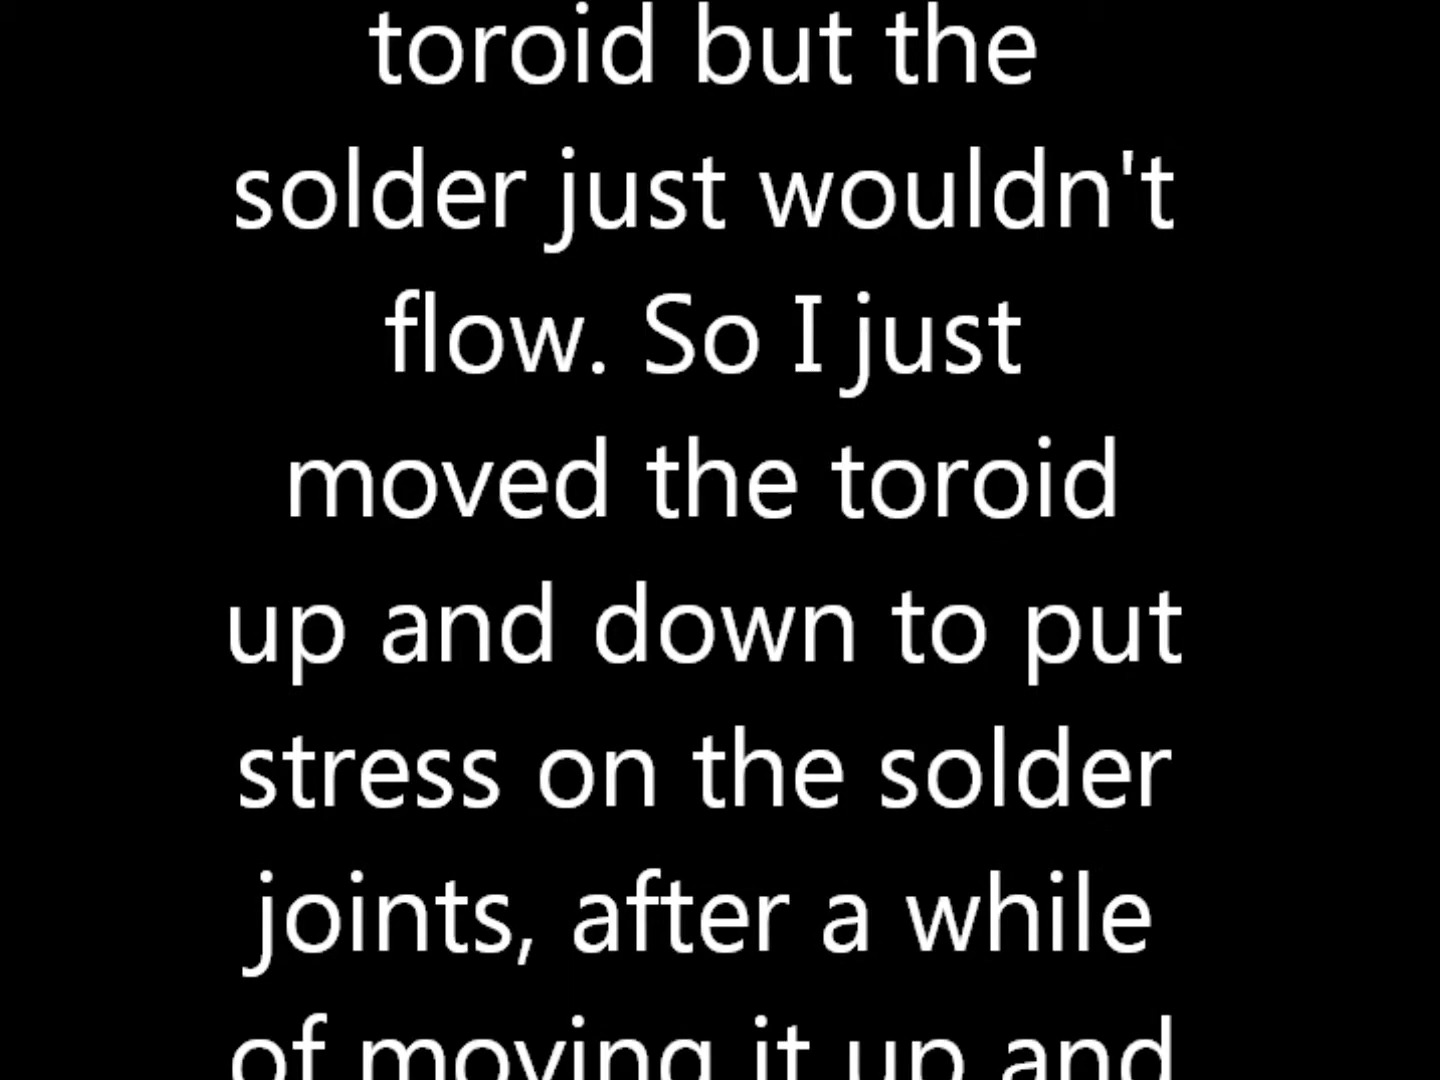 toroid but the
solder just wouldn't
flow. So I just
moved the toroid
up and down to put
stress on the solder
joints, after a while
of moving it up and